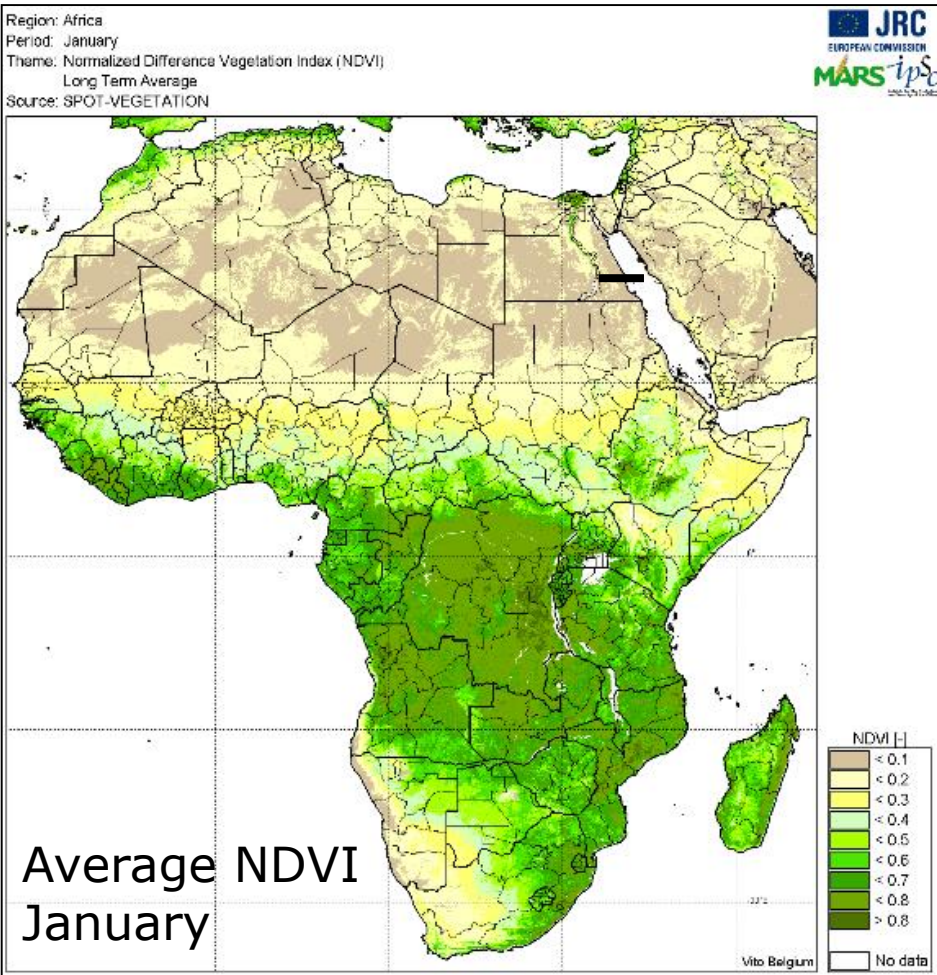 Region: Africa
Period: January
Theme: Normalized Difference Vegetation Index (NDVI)
Long Term Average
Source: SPOT-VEGETATION
JRC
EUROPEAN COMMISSION
MARS ipsc
0°
NDVI [-]
< 0.1
< 0.2
< 0.3
< 0.4
< 0.5
< 0.6
< 0.7
< 0.8
> 0.8
No data
Average NDVI
January
Vito Belgium